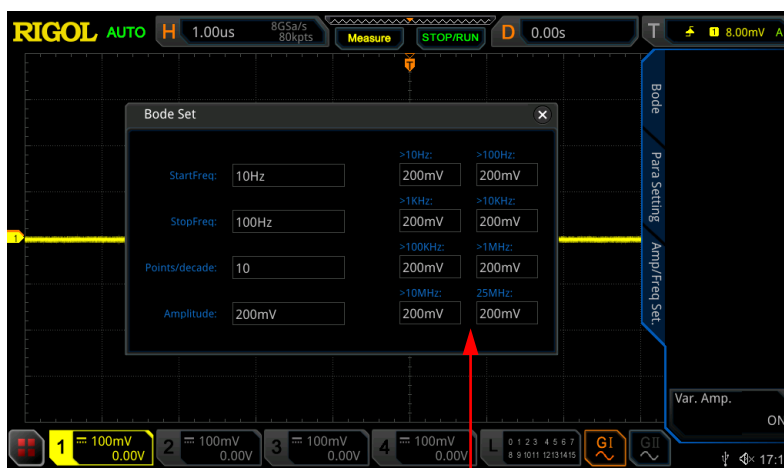 RIGOL AUTO H 1.00us 8GSa/s 80kpts Measure STOP/RUN D 0.00s T 1 8.00mV A
T
Bode Set
>10Hz: >100Hz:
StartFreq: 10Hz 200mV 200mV
>1KHz: >10KHz:
StopFreq: 100Hz 200mV 200mV
>100KHz: >1MHz:
Points/decade: 10 200mV 200mV
>10MHz: 25MHz:
Amplitude: 200mV 200mV 200mV
1
Bode
Para Setting
Amp/Freq Set.
Var. Amp.
ON
1 100mV 0.00V 2 100mV 0.00V 3 100mV 0.00V 4 100mV 0.00V L 0 1 2 3 4 5 6 7 8 9 10 11 12 13 14 15 GI GII
17:1